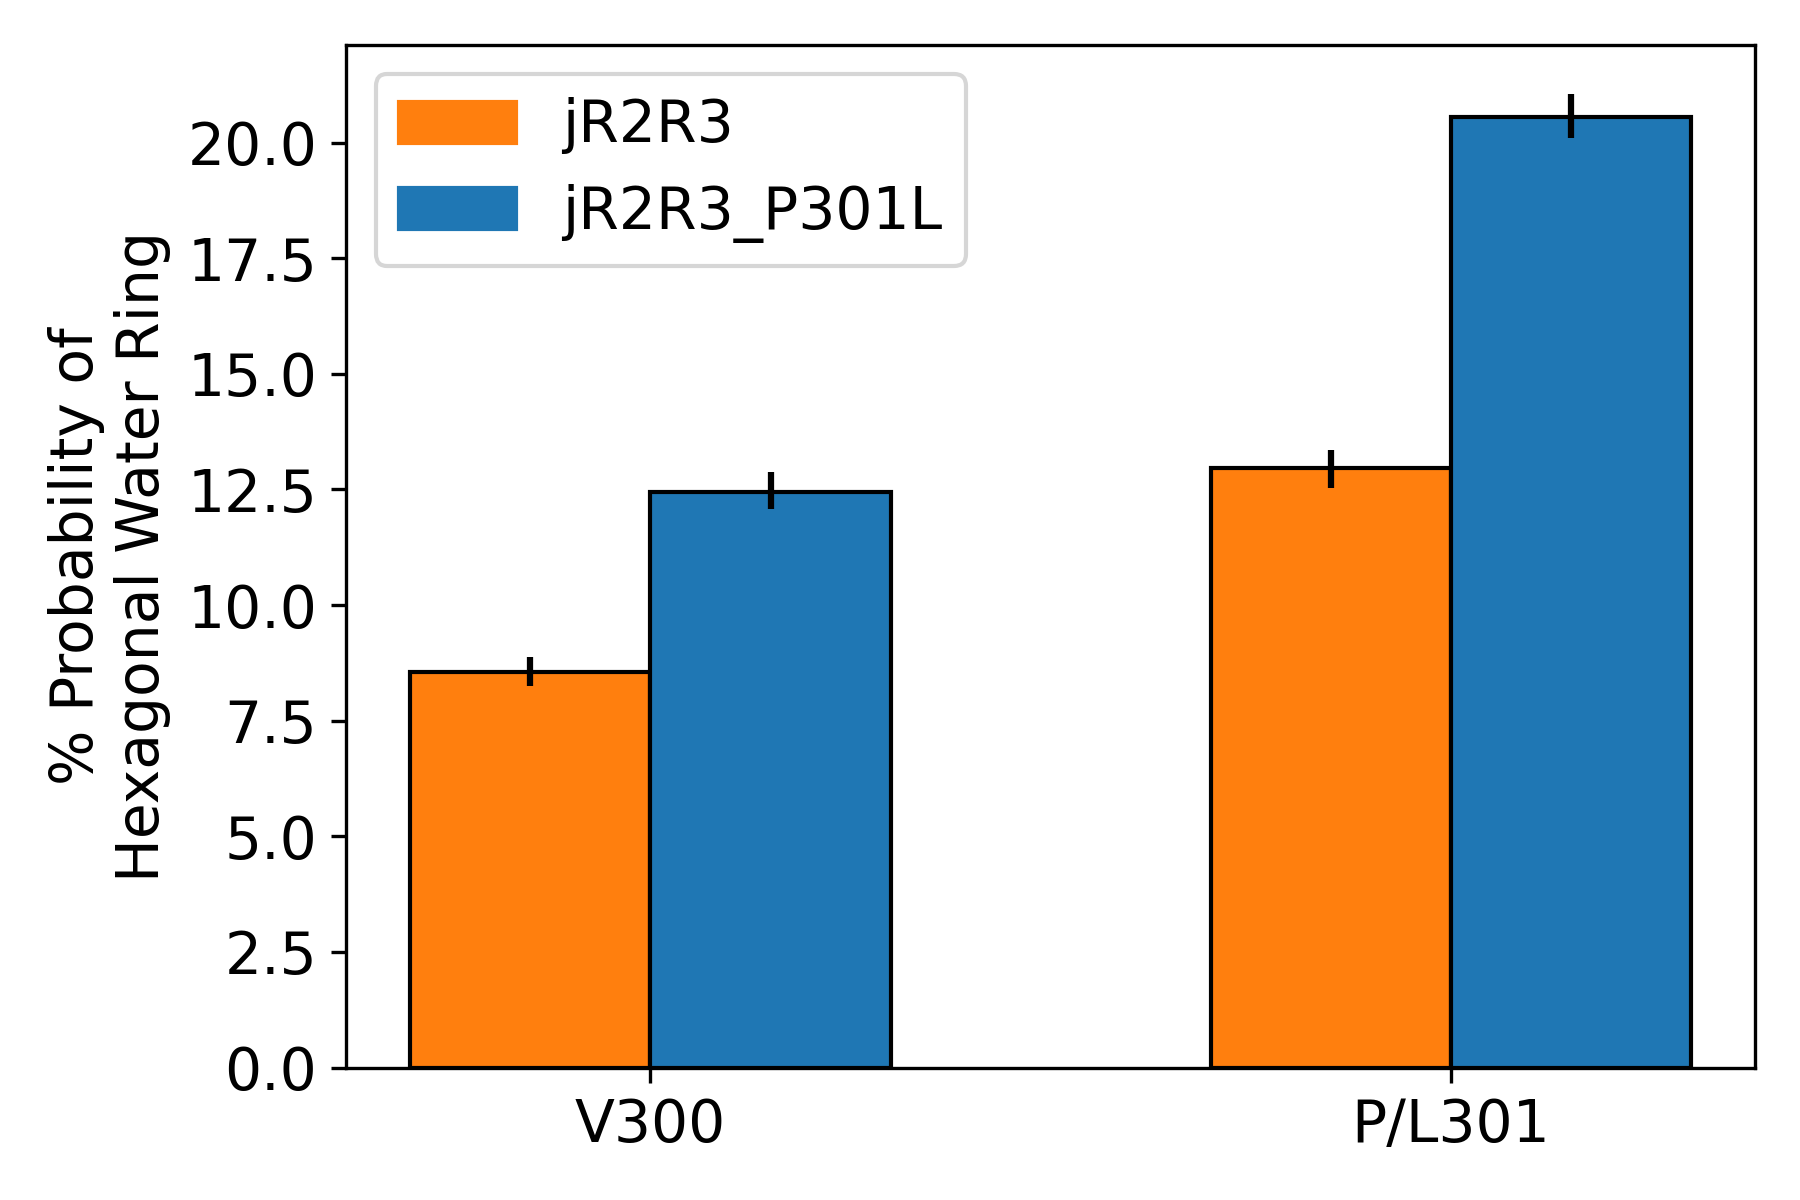 jR2R3
jR2R3_P301L
% Probability of
Hexagonal Water Ring
20.0
17.5
15.0
12.5
10.0
7.5
5.0
2.5
0.0
V300
P/L301